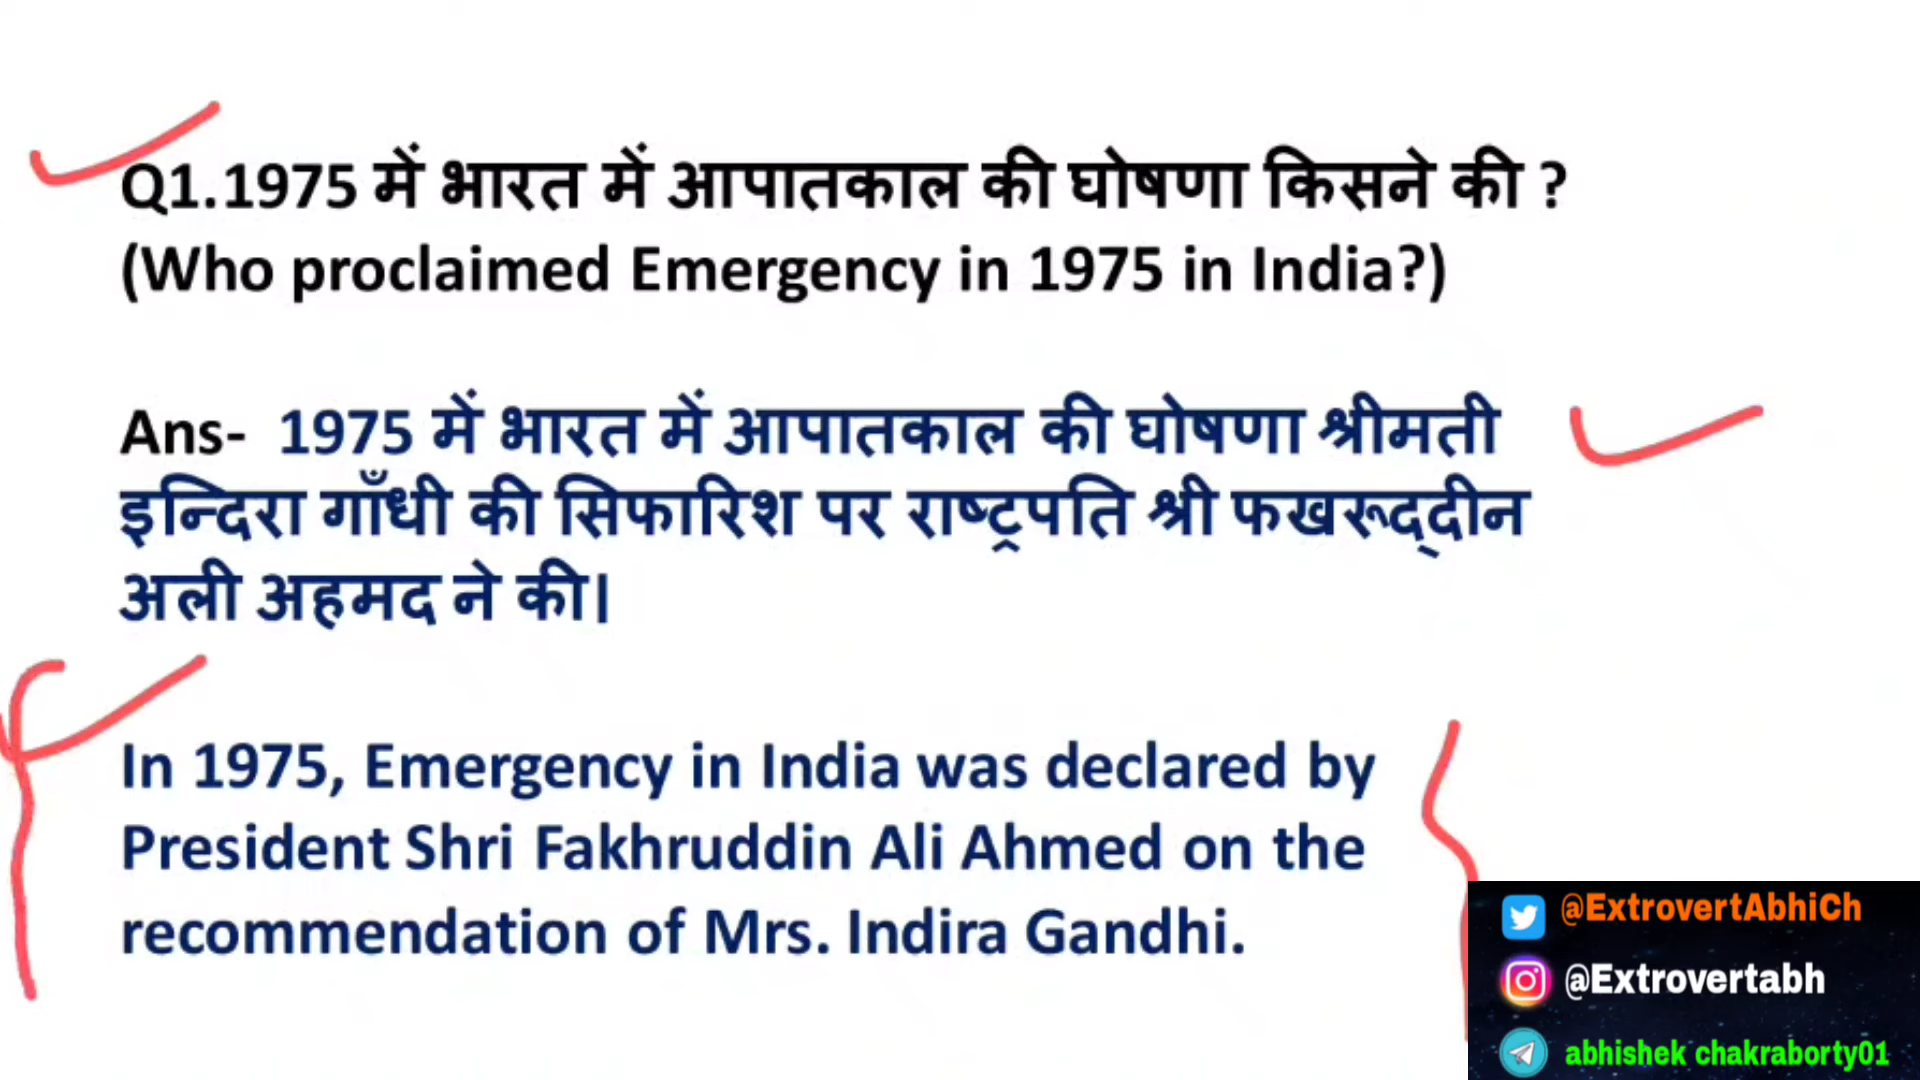 Q1.1975 में भारत में आपातकाल की घोषणा किसने की ?
(Who proclaimed Emergency in 1975 in India?)
Ans- 1975 में भारत में आपातकाल की घोषणा श्रीमती
इन्दिरा गाँधी की सिफारिश पर राष्ट्रपति श्री फखरूद्दीन
अली अहमद ने की।
In 1975, Emergency in India was declared by
President Shri Fakhruddin Ali Ahmed on the
recommendation of Mrs. Indira Gandhi.
@ExtrovertAbhiCh
@Extrovertabh
abhishek chakraborty01